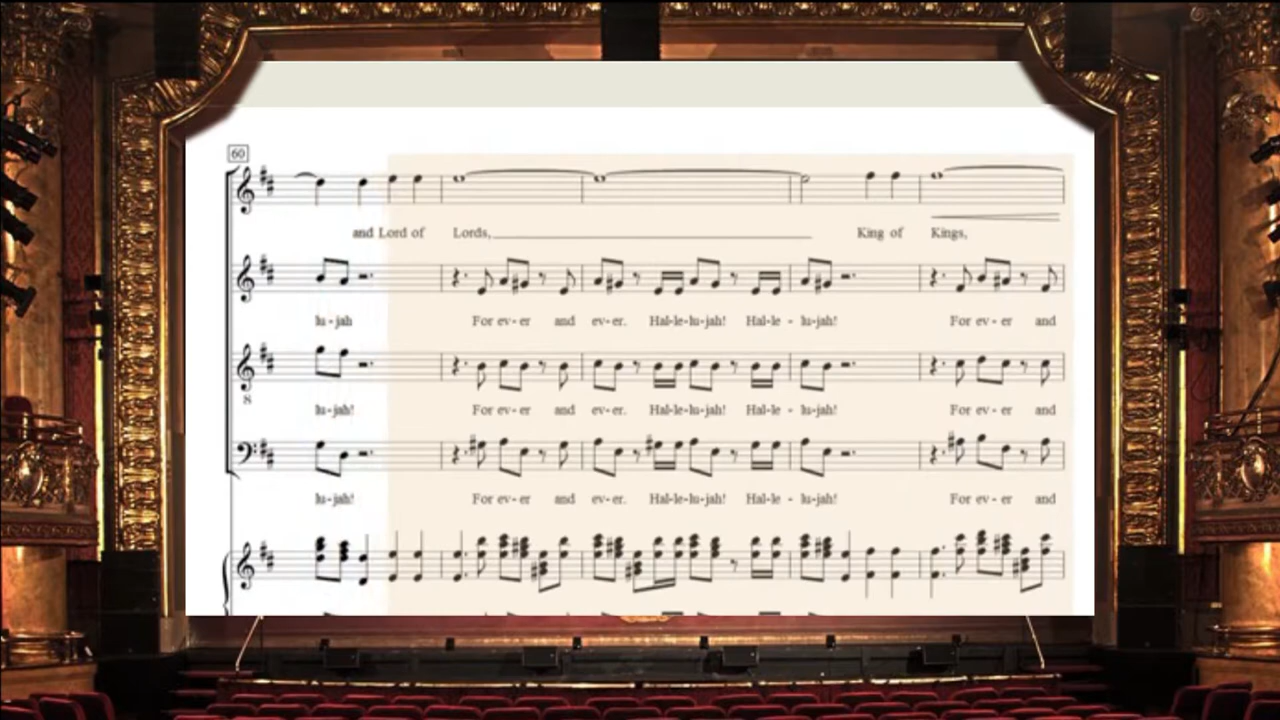 60
and Lord of Lords, King of Kings,
lu-jah For ev-er and ev-er. Hal-le-lu-jah! Hal-le - lu-jah! For ev-er and
8
lu-jah! For ev-er and ev-er. Hal-le-lu-jah! Hal-le - lu-jah! For ev-er and
lu-jah! For ev-er and ev-er. Hal-le-lu-jah! Hal-le - lu-jah! For ev-er and